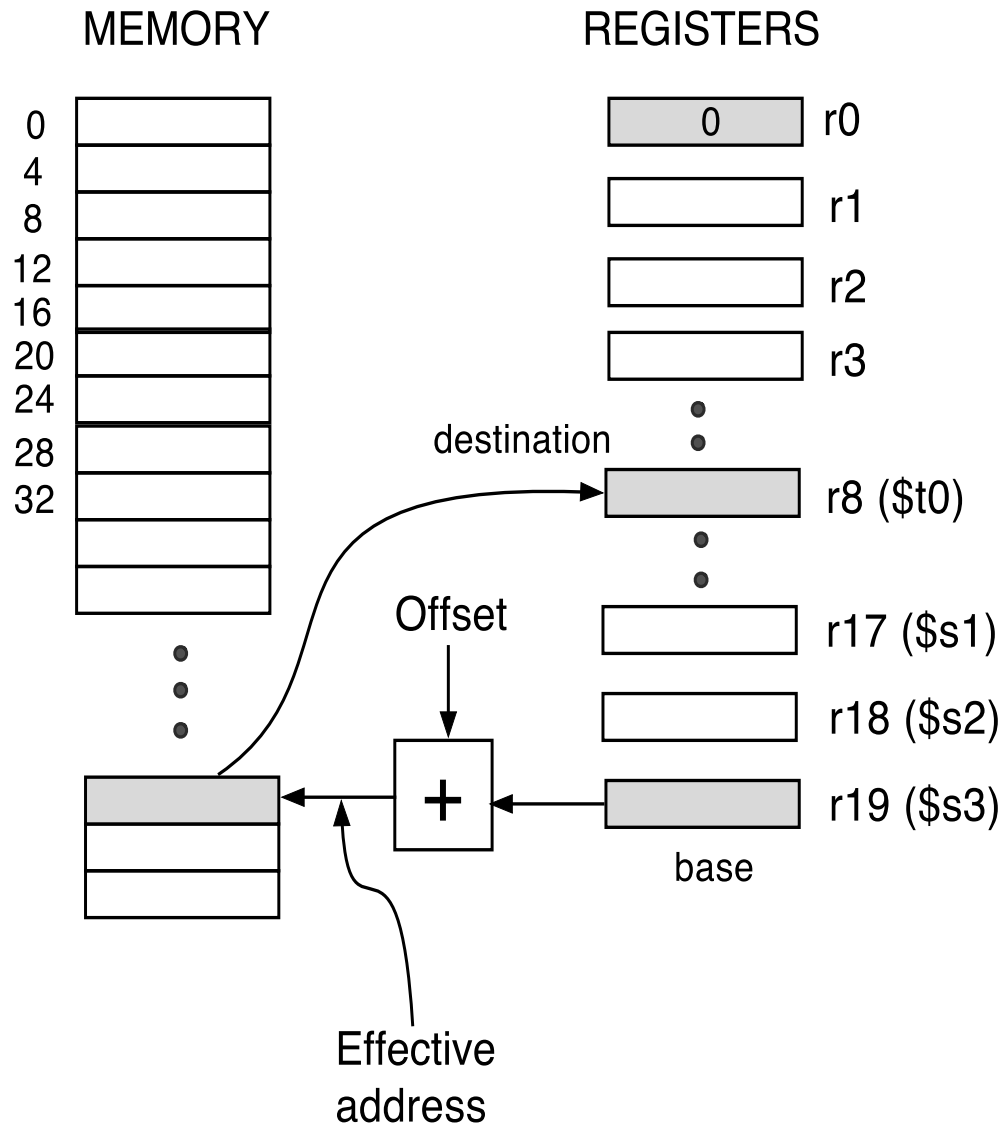 MEMORY
REGISTERS
0
4
8
12
16
20
24
28
32
0
r0
r1
r2
r3
destination
r8 ($t0)
Offset
r17 ($s1)
r18 ($s2)
+
r19 ($s3)
base
Effective
address